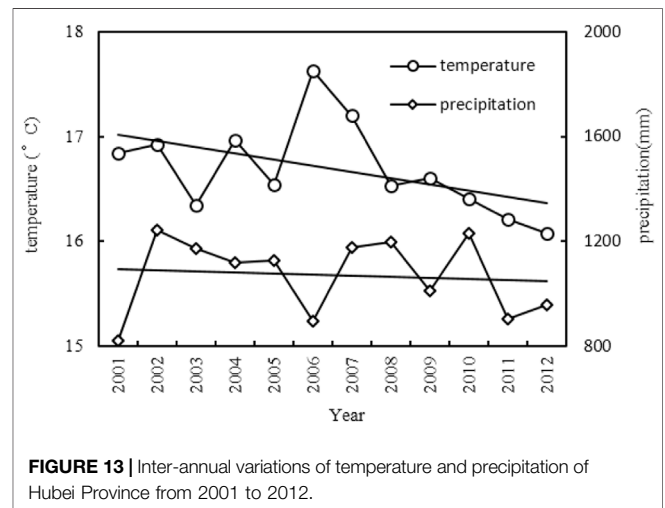 18
17
16
15
temperature (° C)
2000
1600
1200
800
precipitation(mm)
temperature
precipitation
2001 2002 2003 2004 2005 2006 2007 2008 2009 2010 2011 2012
Year
FIGURE 13 | Inter-annual variations of temperature and precipitation of
Hubei Province from 2001 to 2012.